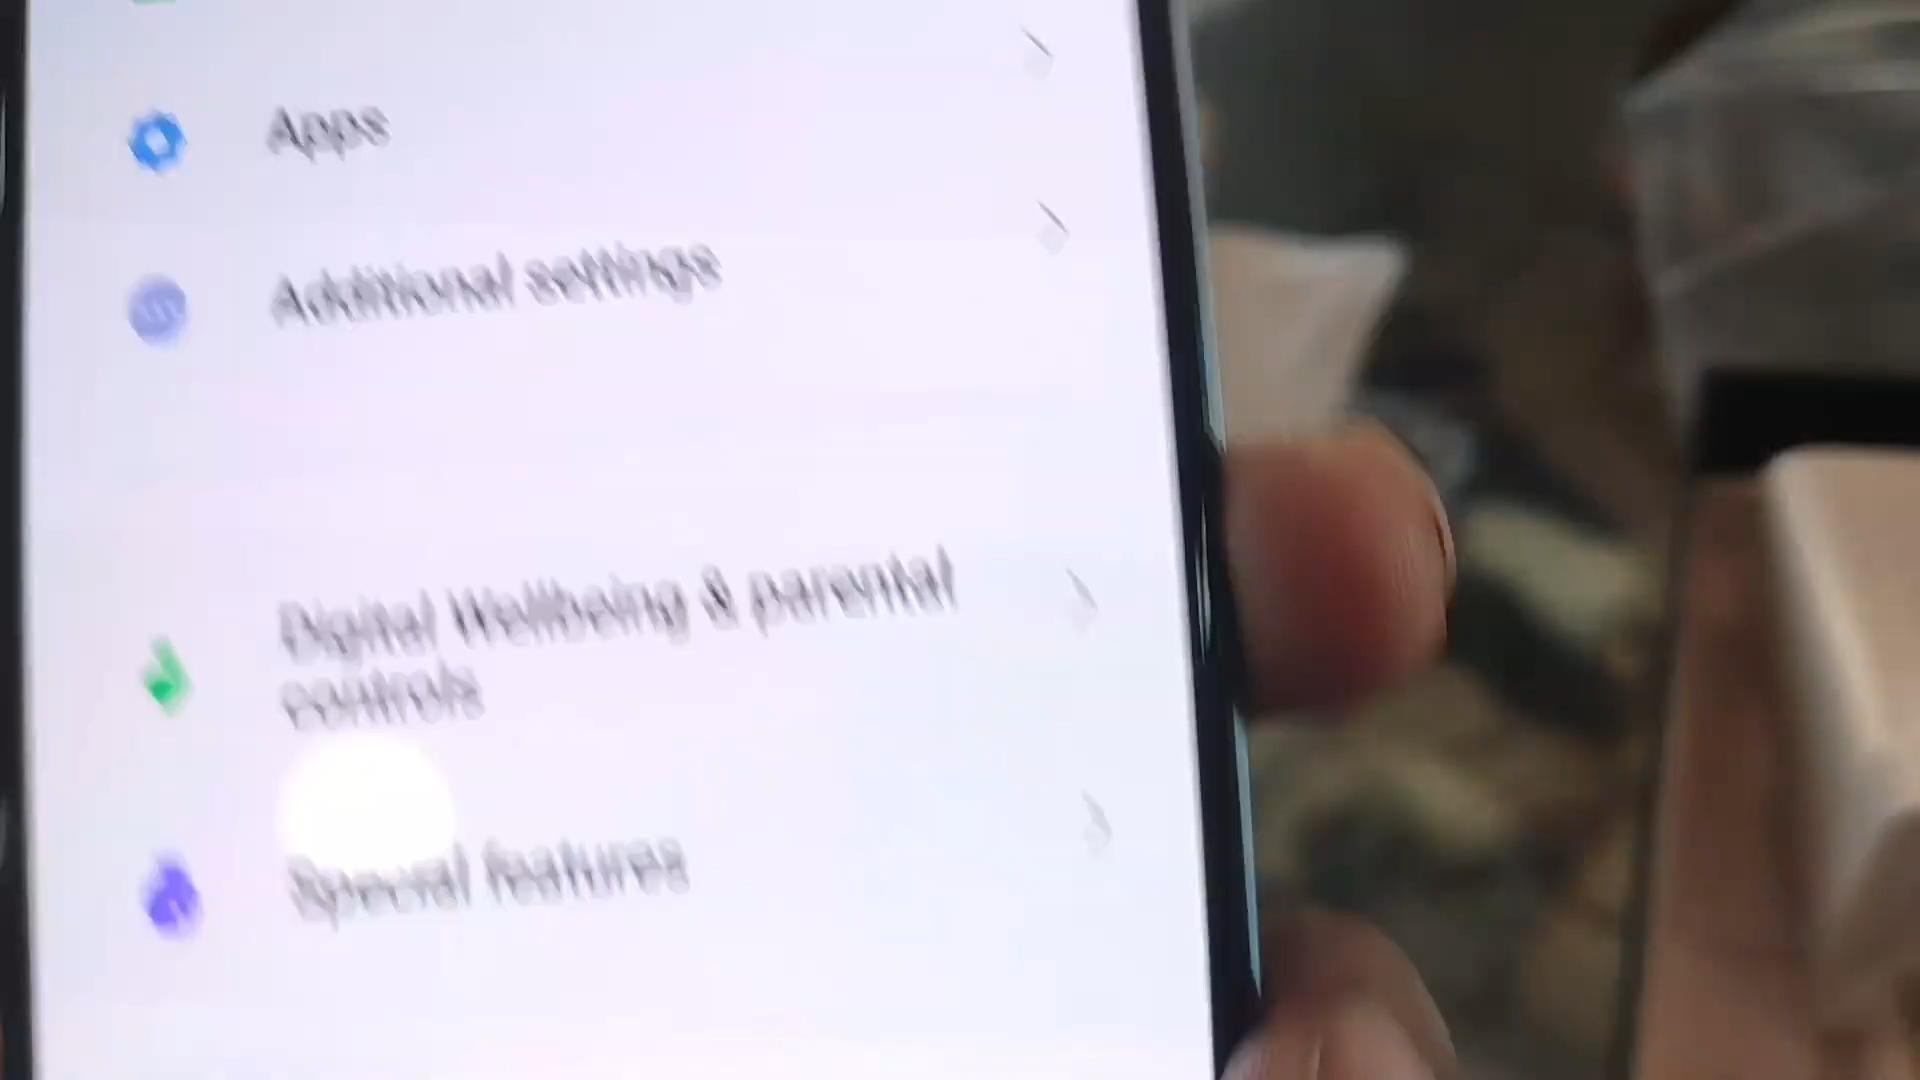 Apps
Additional settings
Digital Wellbeing & parental
controls
Special features